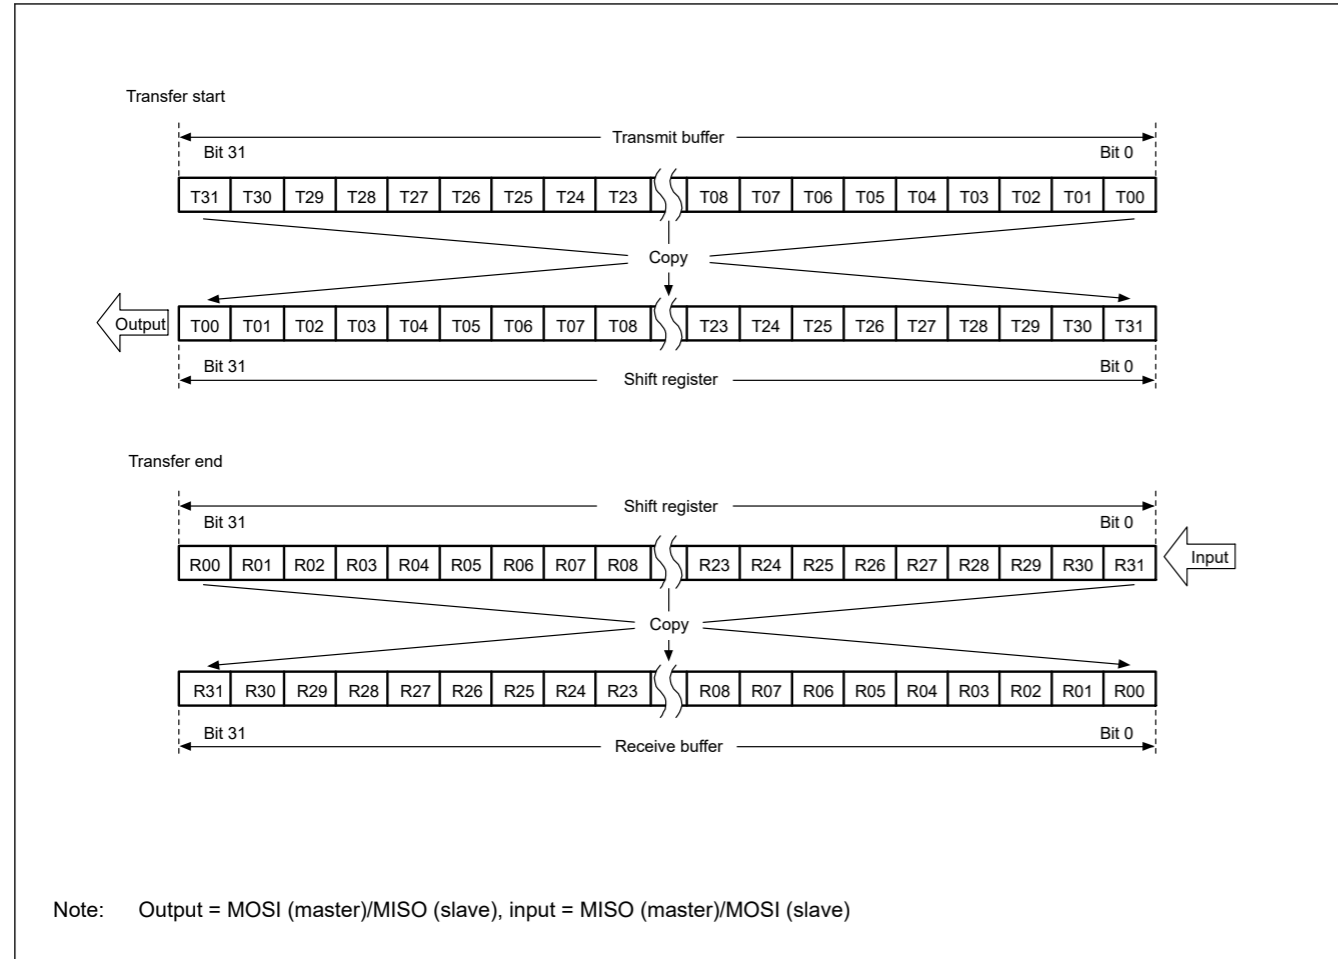 Transfer start
Transmit buffer
Bit 31 Bit 0
T31 T30 T29 T28 T27 T26 T25 T24 T23 T08 T07 T06 T05 T04 T03 T02 T01 T00
Copy
Output T00 T01 T02 T03 T04 T05 T06 T07 T08 T23 T24 T25 T26 T27 T28 T29 T30 T31
Bit 31 Bit 0
Shift register
Transfer end
Shift register
Bit 31 Bit 0
R00 R01 R02 R03 R04 R05 R06 R07 R08 R23 R24 R25 R26 R27 R28 R29 R30 R31 Input
Copy
R31 R30 R29 R28 R27 R26 R25 R24 R23 R08 R07 R06 R05 R04 R03 R02 R01 R00
Bit 31 Bit 0
Receive buffer
Note: Output = MOSI (master)/MISO (slave), input = MISO (master)/MOSI (slave)